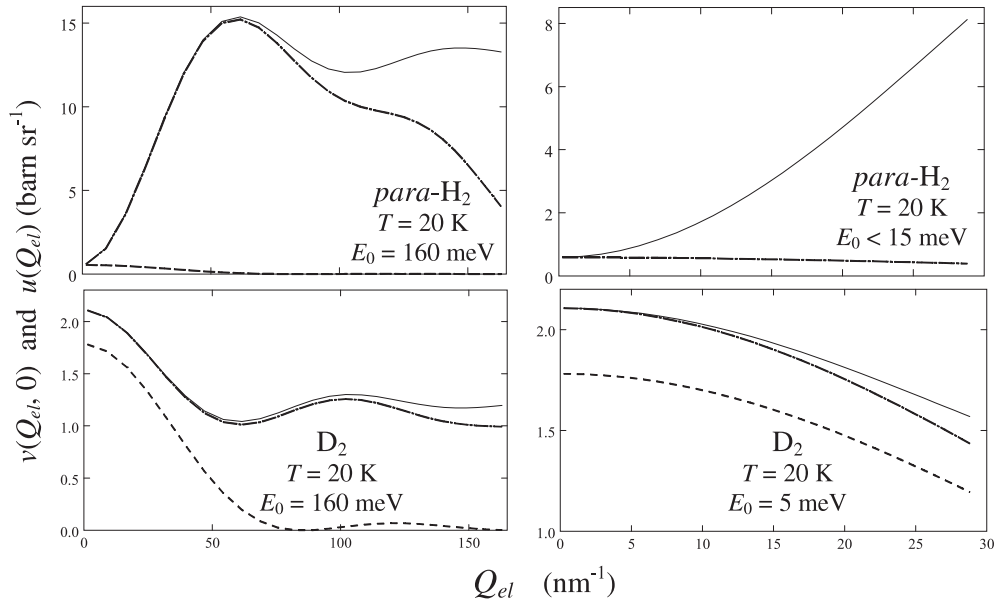 v(Q_el, 0) and u(Q_el) (barn sr⁻¹)
15
10
5
0
para-H₂
T = 20 K
E₀ = 160 meV
8
6
4
2
0
para-H₂
T = 20 K
E₀ < 15 meV
2.0
1.5
1.0
0.5
0.0
D₂
T = 20 K
E₀ = 160 meV
0
50
100
150
2.0
1.5
1.0
D₂
T = 20 K
E₀ = 5 meV
0
5
10
15
20
25
30
Q_el (nm⁻¹)